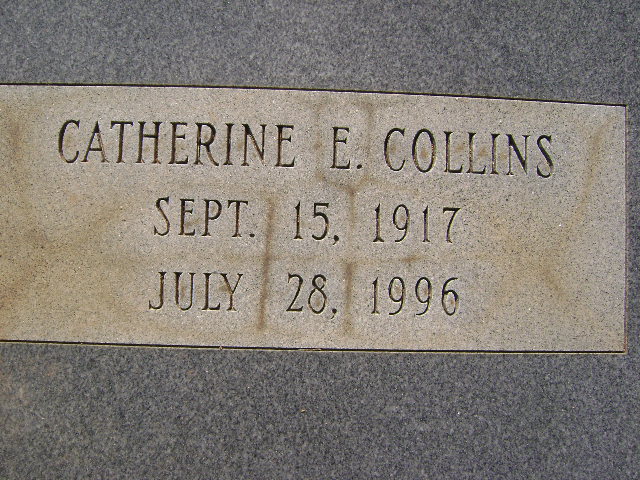 CATHERINE E. COLLINS
SEPT. 15, 1917
JULY 28, 1996